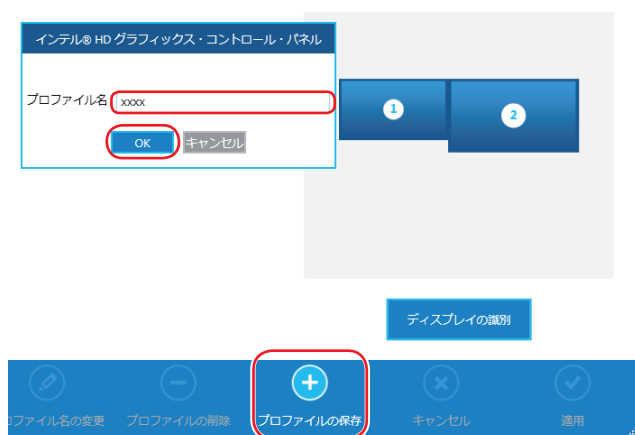 インテル® HD グラフィックス・コントロール・パネル
プロファイル名 xxxx
OK キャンセル
1 2
ディスプレイの識別
ファイル名の変更 プロファイルの削除 プロファイルの保存 キャンセル 適用